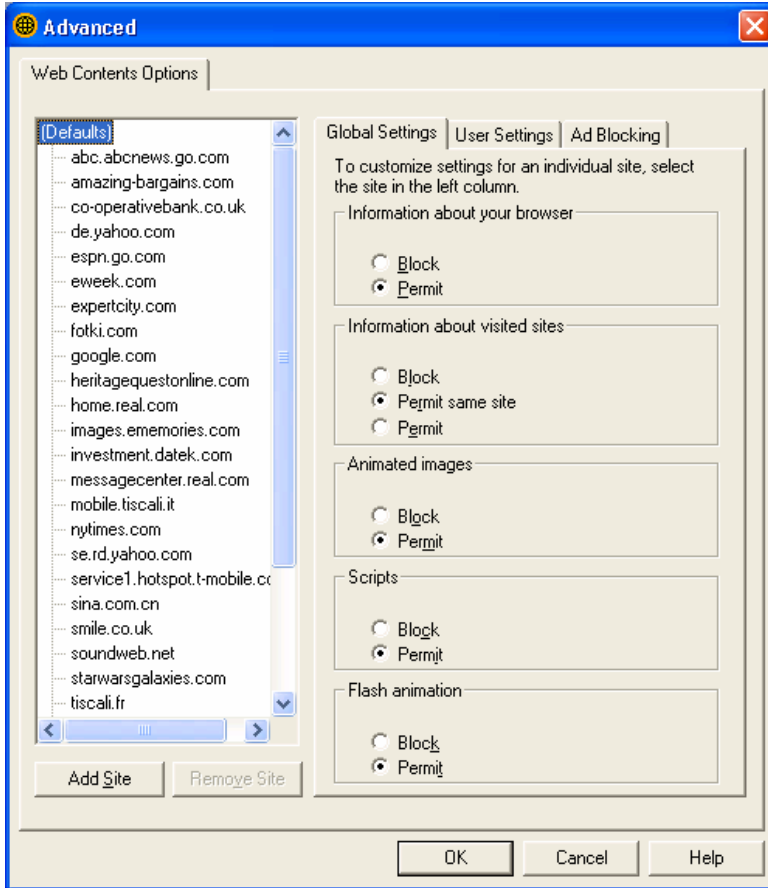 Advanced
Web Contents Options
(Defaults)
abc.abcnews.go.com
amazing-bargains.com
co-operativebank.co.uk
de.yahoo.com
espn.go.com
eweek.com
expertcity.com
fotki.com
google.com
heritagequestonline.com
home.real.com
images.ememories.com
investment.datek.com
messagecenter.real.com
mobile.tiscali.it
nytimes.com
se.rd.yahoo.com
service1.hotspot.t-mobile.co
sina.com.cn
smile.co.uk
soundweb.net
starwarsgalaxies.com
tiscali.fr
Add Site
Remove Site
Global Settings
User Settings
Ad Blocking
To customize settings for an individual site, select
the site in the left column.
Information about your browser
Block
Permit
Information about visited sites
Block
Permit same site
Permit
Animated images
Block
Permit
Scripts
Block
Permit
Flash animation
Block
Permit
OK
Cancel
Help